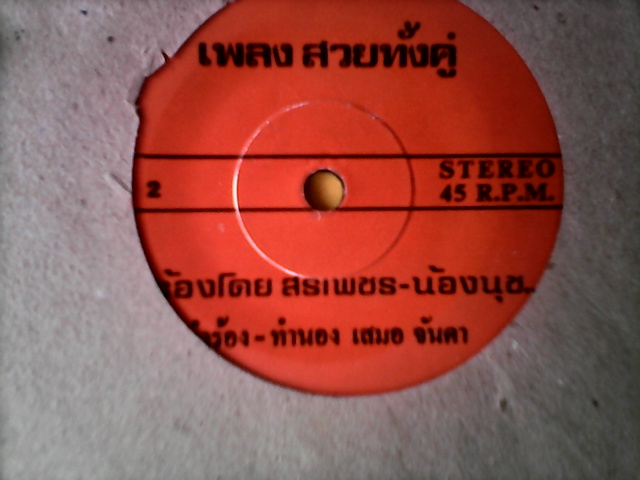 เพลง สวยทั้งคู่
STEREO
2
45 R.P.M.
้องโดย สรเพชร-น้องนุช
ร้อง-ทำนอง เสมอ จันดา